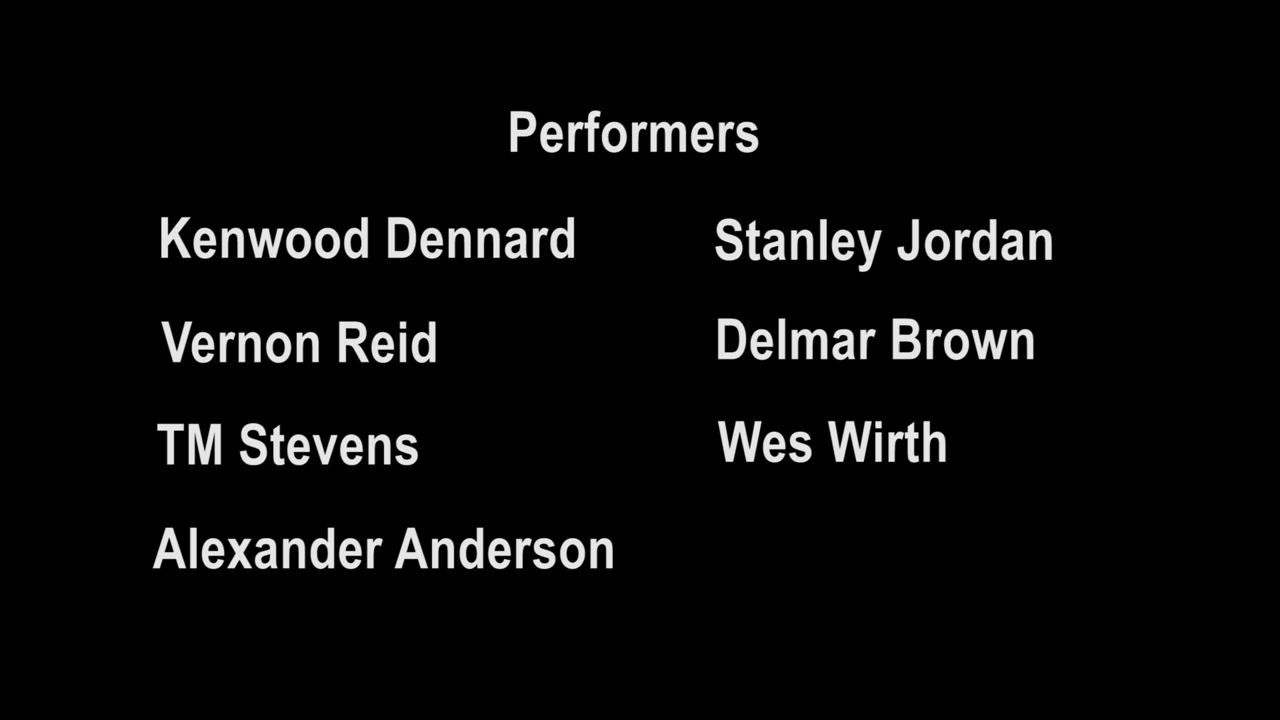 Performers
Kenwood Dennard
Stanley Jordan
Vernon Reid
Delmar Brown
TM Stevens
Wes Wirth
Alexander Anderson